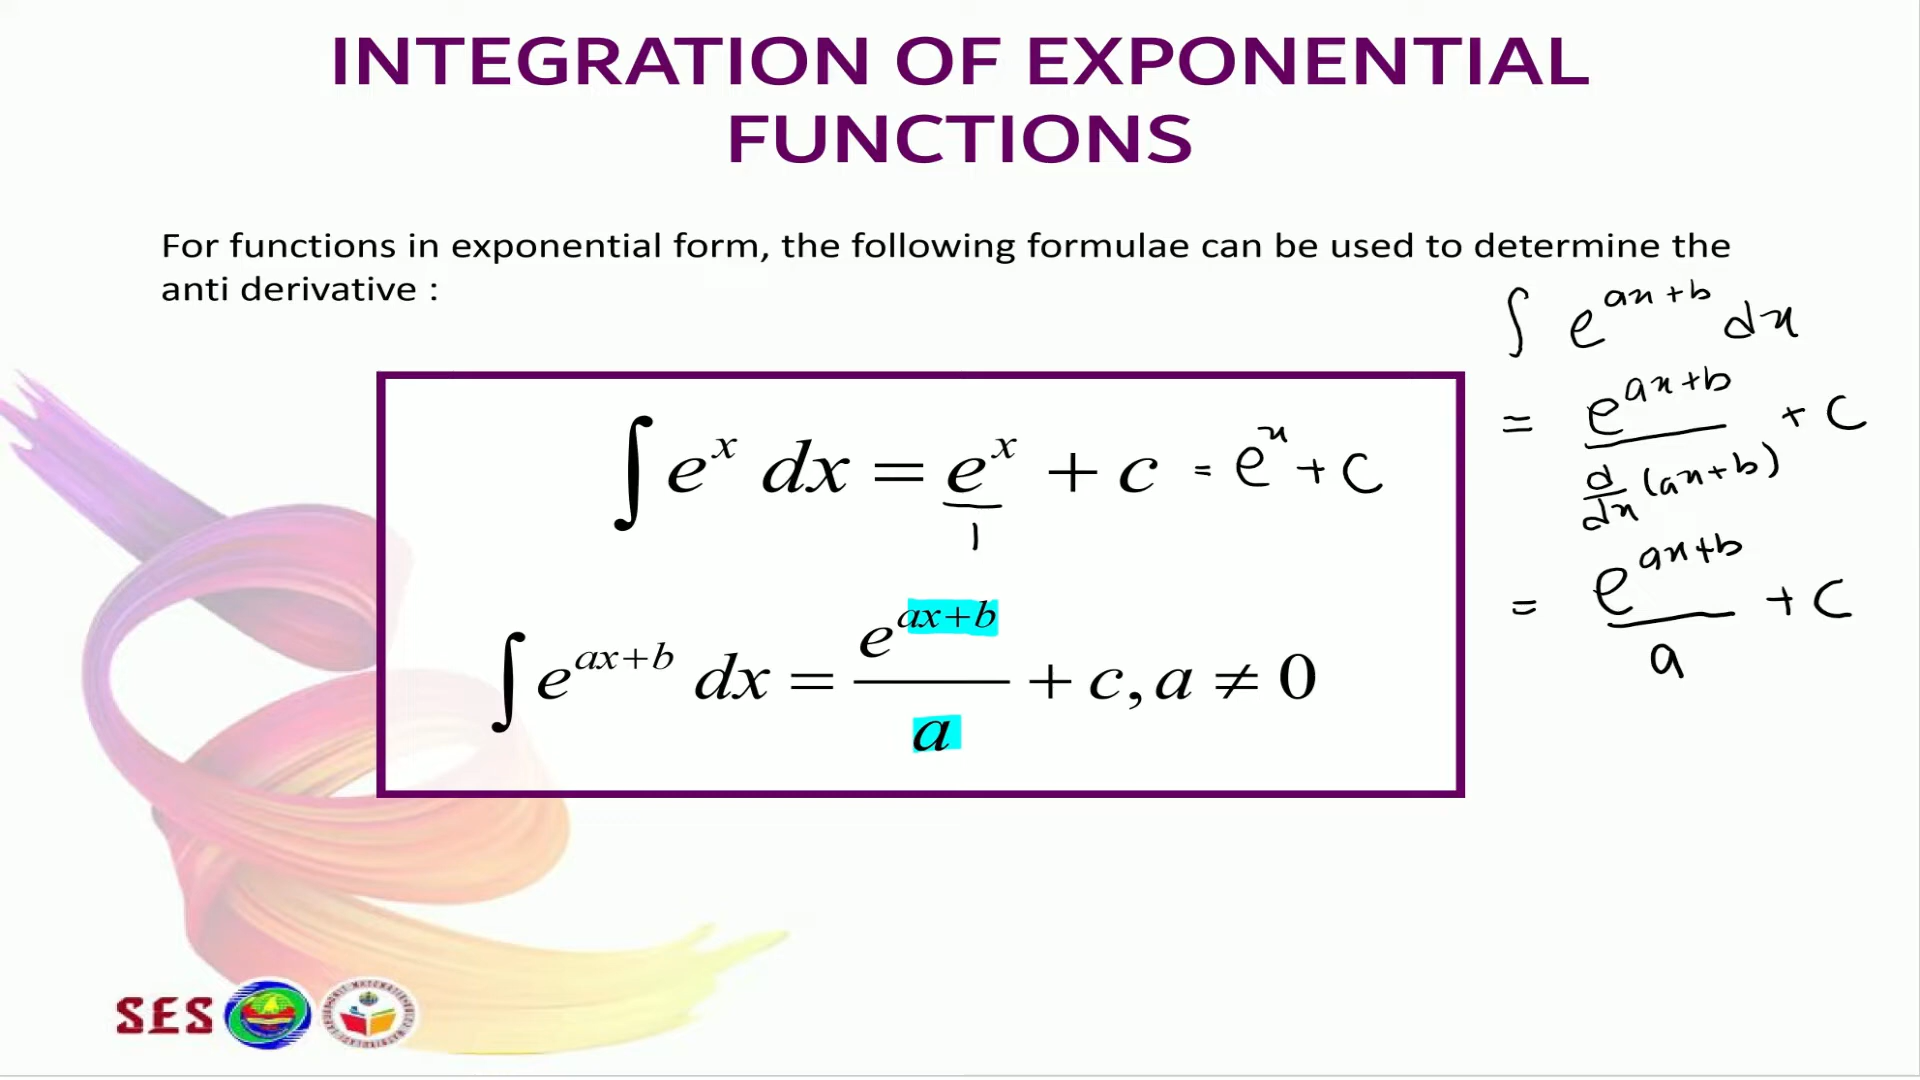 INTEGRATION OF EXPONENTIAL
FUNCTIONS
For functions in exponential form, the following formulae can be used to determine the
anti derivative :
∫ e^x dx = e^x + c = e^x + c
1
∫ e^(ax+b) dx = e^(ax+b) / a + c, a ≠ 0
∫ e^(ax+b) dx
= e^(ax+b) / (d/dx (ax+b)) + c
= e^(ax+b) / a + c
SES